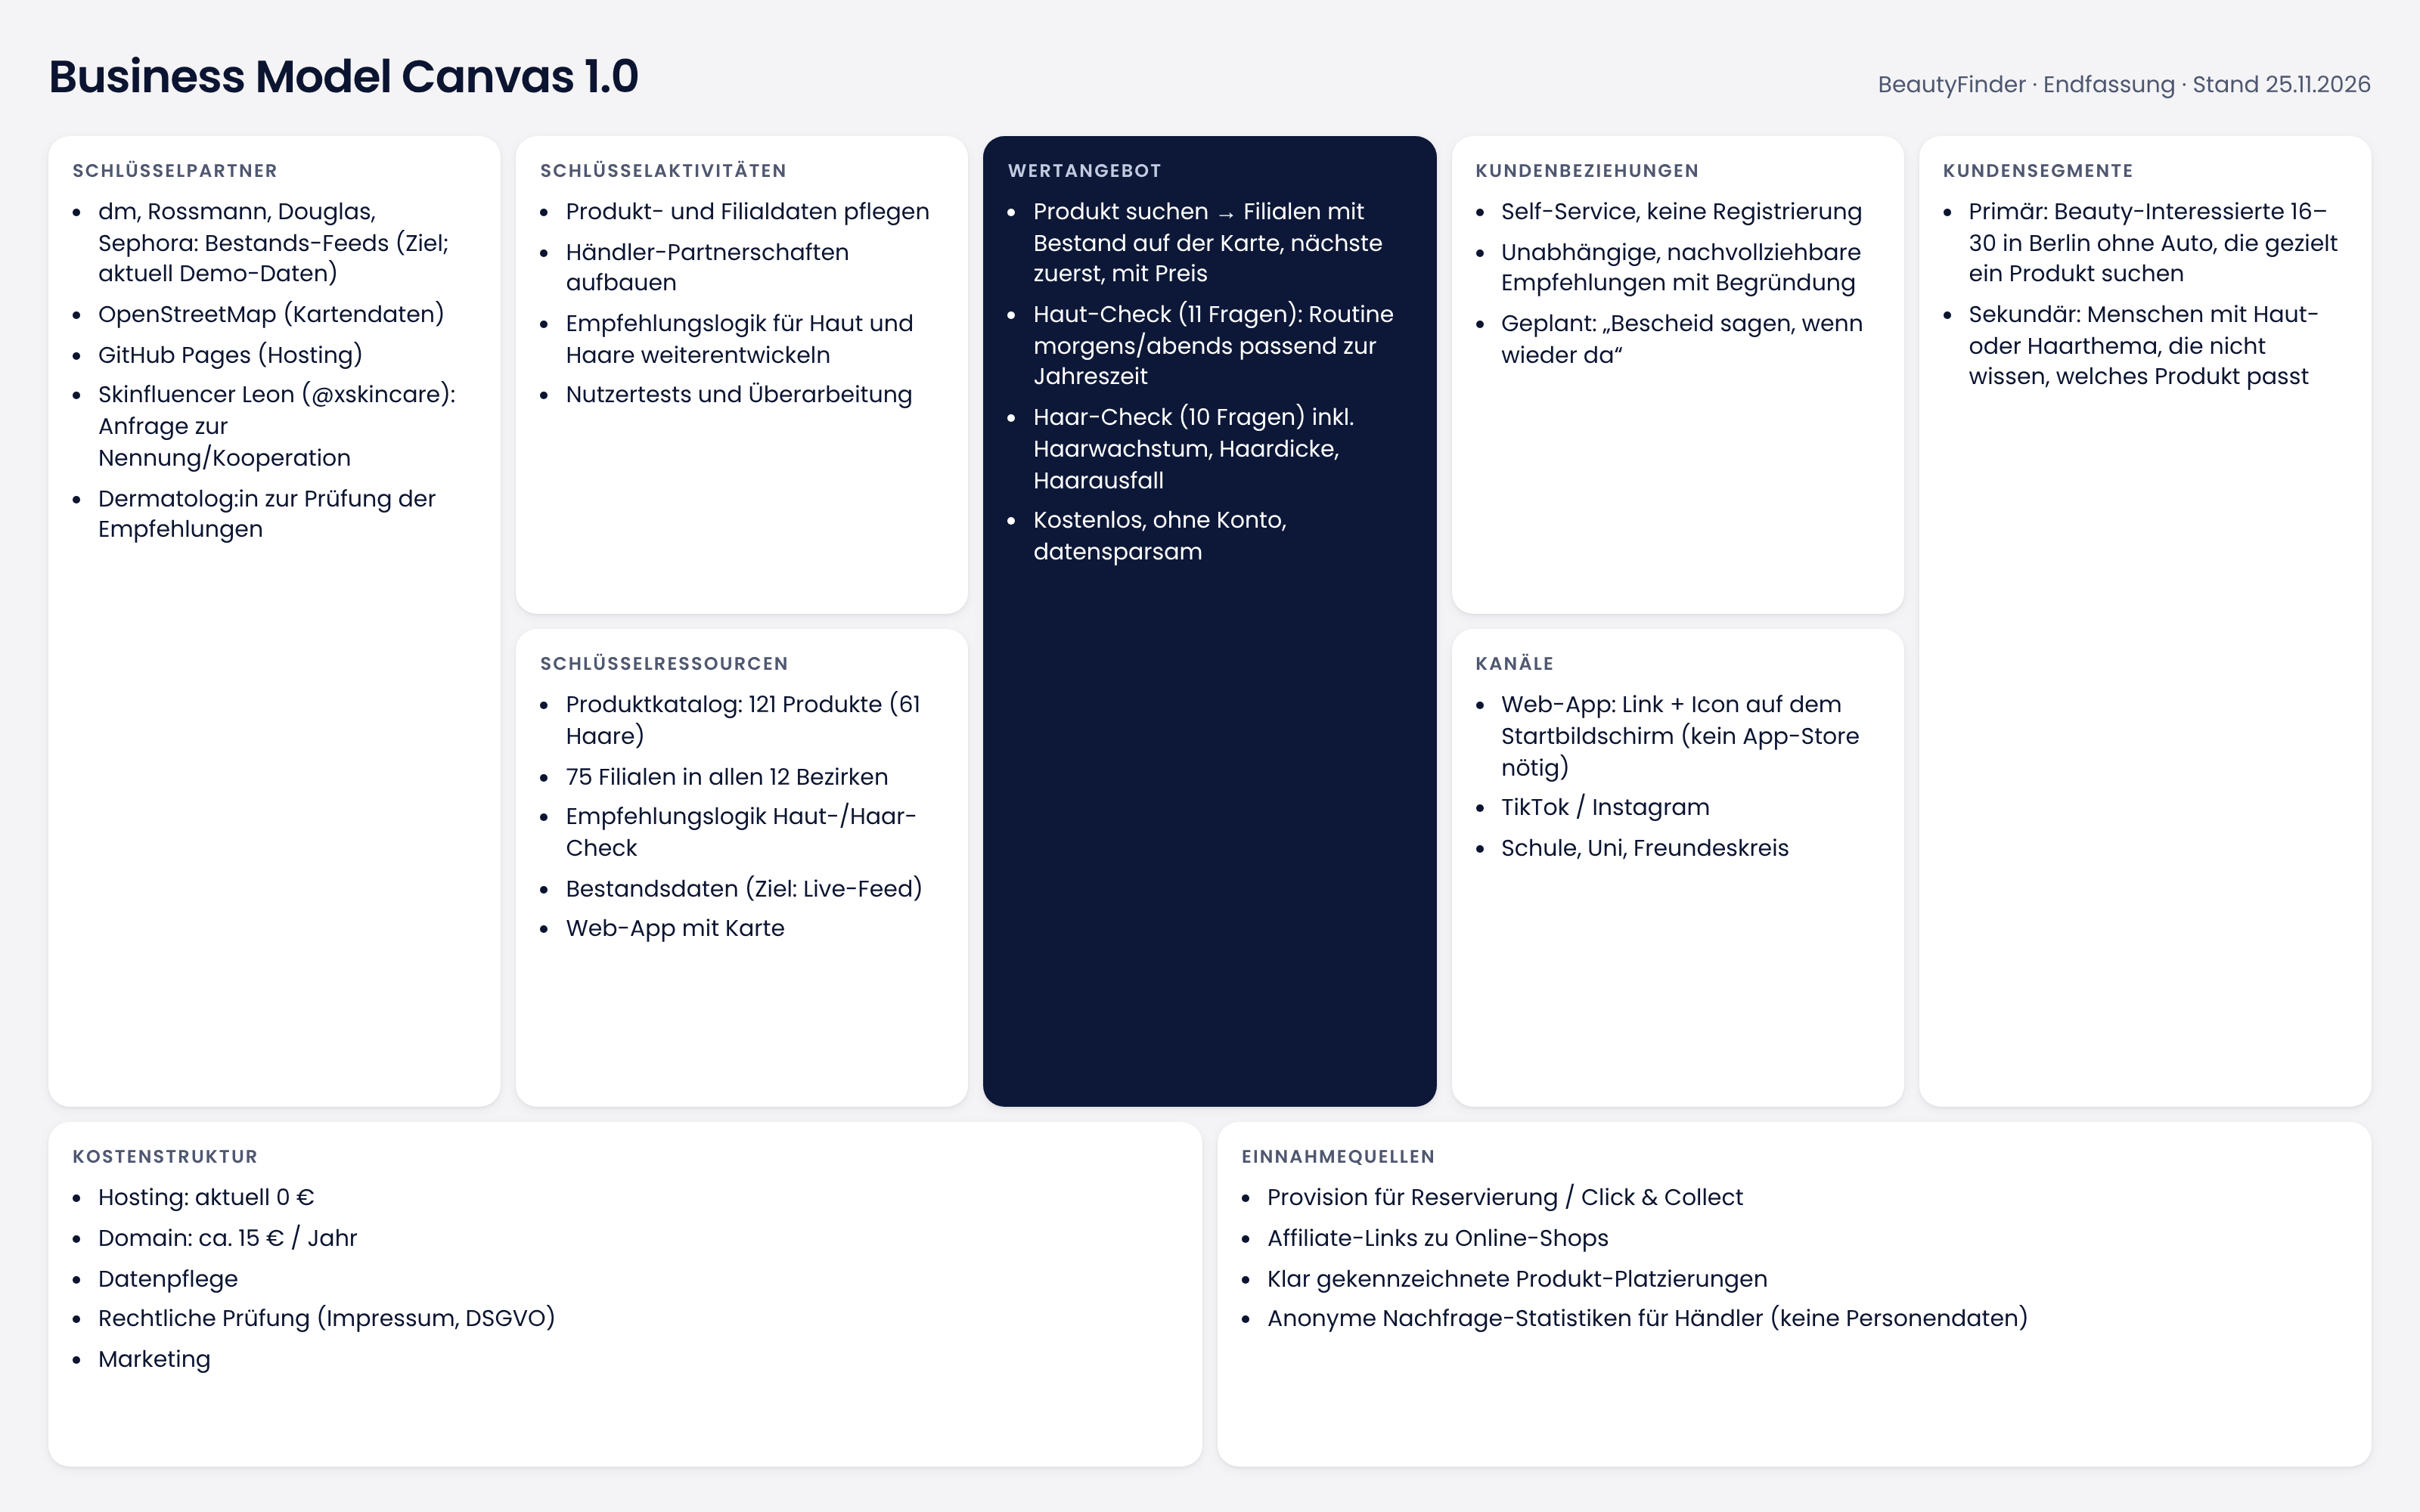 Business Model Canvas 1.0
BeautyFinder · Endfassung · Stand 25.11.2026
SCHLÜSSELPARTNER
• dm, Rossmann, Douglas,
Sephora: Bestands-Feeds (Ziel;
aktuell Demo-Daten)
• OpenStreetMap (Kartendaten)
• GitHub Pages (Hosting)
• Skinfluencer Leon (@xskincare):
Anfrage zur
Nennung/Kooperation
• Dermatolog:in zur Prüfung der
Empfehlungen
SCHLÜSSELAKTIVITÄTEN
• Produkt- und Filialdaten pflegen
• Händler-Partnerschaften
aufbauen
• Empfehlungslogik für Haut und
Haare weiterentwickeln
• Nutzertests und Überarbeitung
SCHLÜSSELRESSOURCEN
• Produktkatalog: 121 Produkte (61
Haare)
• 75 Filialen in allen 12 Bezirken
• Empfehlungslogik Haut-/Haar-
Check
• Bestandsdaten (Ziel: Live-Feed)
• Web-App mit Karte
WERTANGEBOT
• Produkt suchen → Filialen mit
Bestand auf der Karte, nächste
zuerst, mit Preis
• Haut-Check (11 Fragen): Routine
morgens/abends passend zur
Jahreszeit
• Haar-Check (10 Fragen) inkl.
Haarwachstum, Haardicke,
Haarausfall
• Kostenlos, ohne Konto,
datensparsam
KUNDENBEZIEHUNGEN
• Self-Service, keine Registrierung
• Unabhängige, nachvollziehbare
Empfehlungen mit Begründung
• Geplant: „Bescheid sagen, wenn
wieder da“
KANÄLE
• Web-App: Link + Icon auf dem
Startbildschirm (kein App-Store
nötig)
• TikTok / Instagram
• Schule, Uni, Freundeskreis
KUNDENSEGMENTE
• Primär: Beauty-Interessierte 16–
30 in Berlin ohne Auto, die gezielt
ein Produkt suchen
• Sekundär: Menschen mit Haut-
oder Haarthema, die nicht
wissen, welches Produkt passt
KOSTENSTRUKTUR
• Hosting: aktuell 0 €
• Domain: ca. 15 € / Jahr
• Datenpflege
• Rechtliche Prüfung (Impressum, DSGVO)
• Marketing
EINNAHMEQUELLEN
• Provision für Reservierung / Click & Collect
• Affiliate-Links zu Online-Shops
• Klar gekennzeichnete Produkt-Platzierungen
• Anonyme Nachfrage-Statistiken für Händler (keine Personendaten)